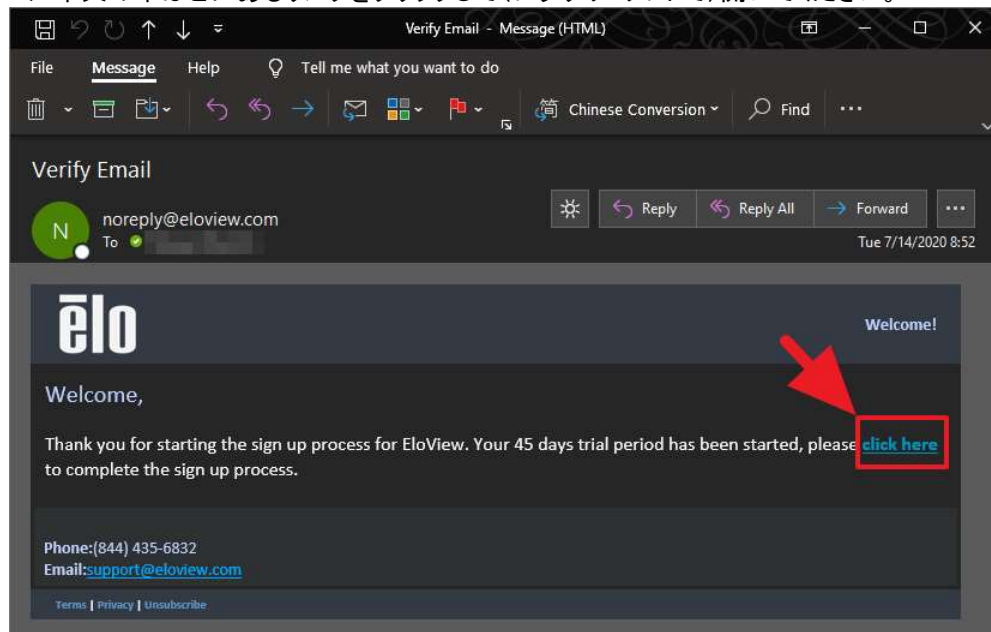 Verify Email - Message (HTML)
File Message Help Tell me what you want to do
Chinese Conversion Find
Verify Email
N
noreply@eloview.com
To
Reply Reply All Forward
Tue 7/14/2020 8:52
ēlo
Welcome!
Welcome,
Thank you for starting the sign up process for EloView. Your 45 days trial period has been started, please click here
to complete the sign up process.
Phone:(844) 435-6832
Email:support@eloview.com
Terms | Privacy | Unsubscribe